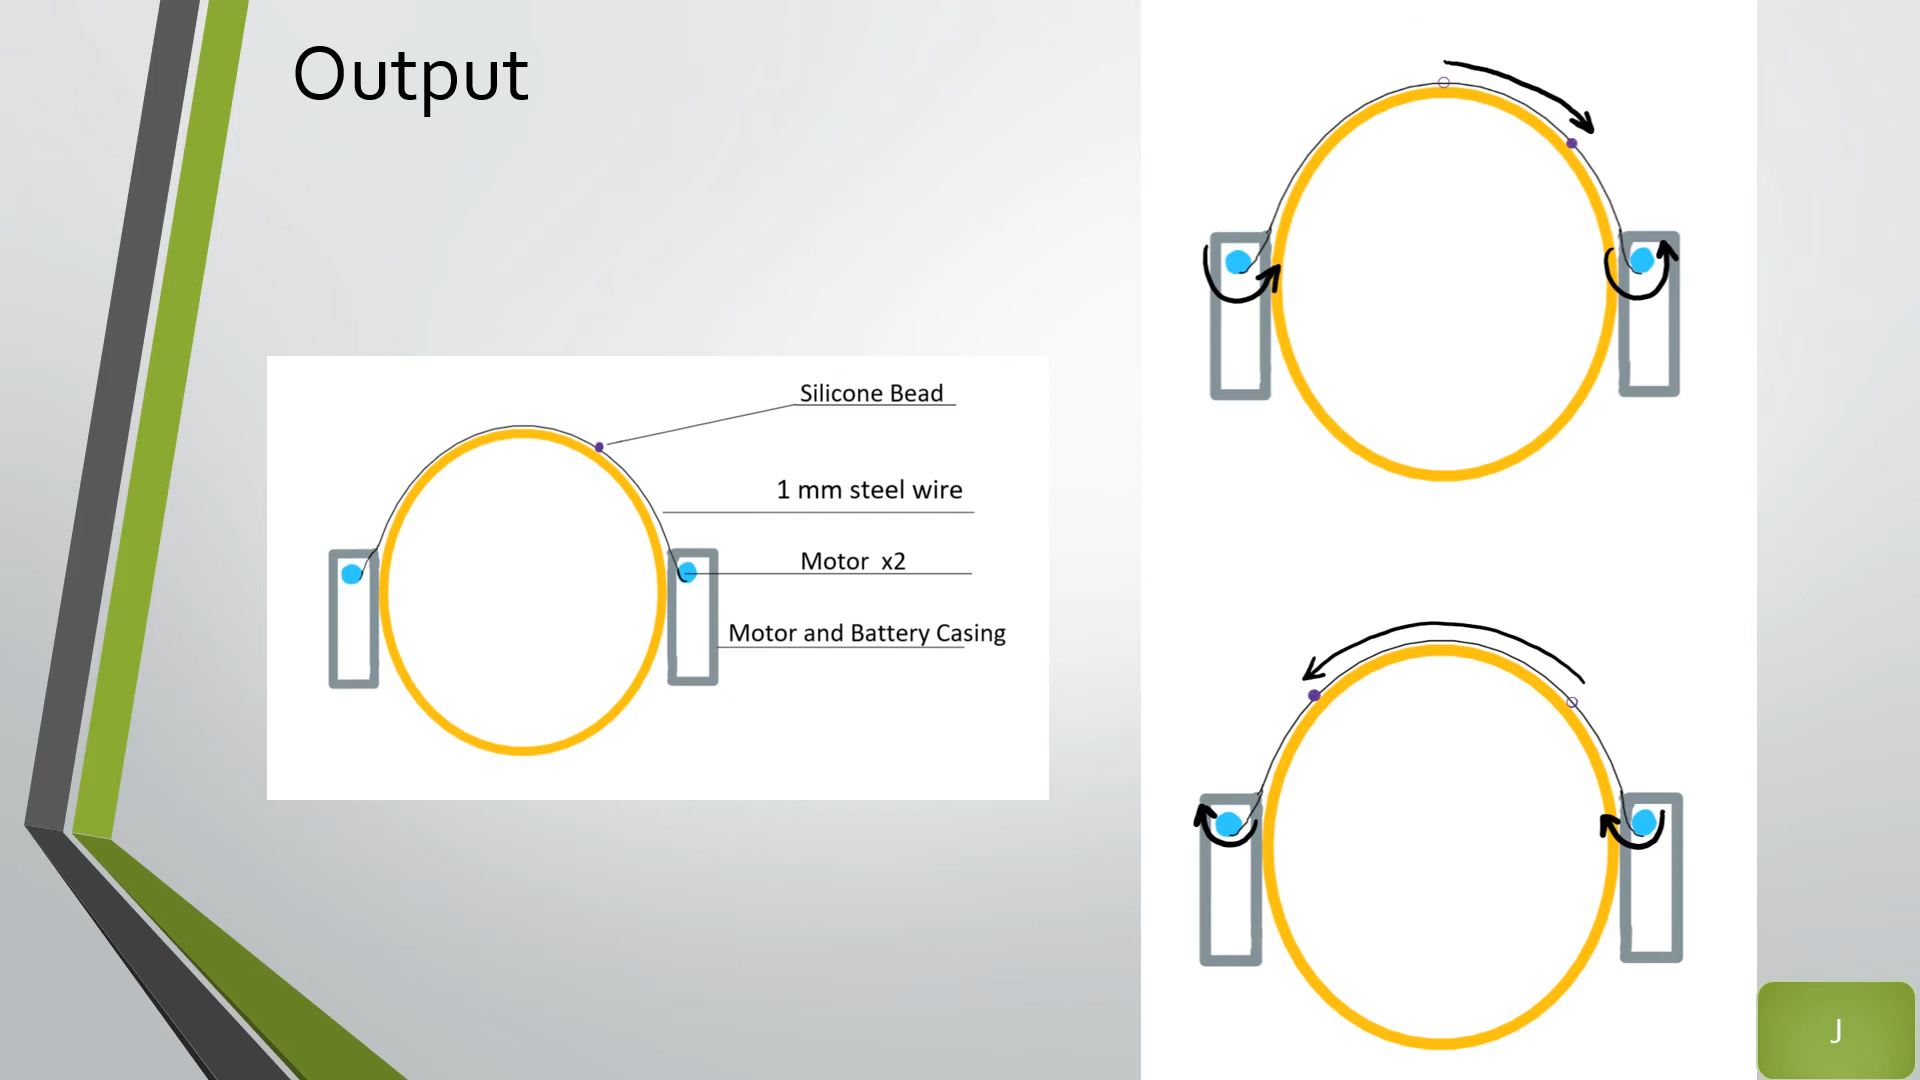 Output
Silicone Bead
1 mm steel wire
Motor x2
Motor and Battery Casing
J